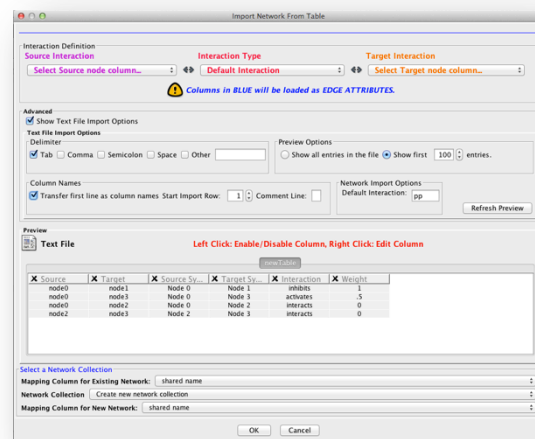 Import Network From Table
Interaction Definition
Source Interaction Interaction Type Target Interaction
Select Source node column... Default Interaction Select Target node column...
Columns in BLUE will be loaded as EDGE ATTRIBUTES.
Advanced
Show Text File Import Options
Text File Import Options
Delimiter Preview Options
Tab Comma Semicolon Space Other Show all entries in the file Show first 100 entries.
Column Names Network Import Options
Transfer first line as column names Start Import Row: 1 Comment Line: Default Interaction: pp
Refresh Preview
Preview
Text File Left Click: Enable/Disable Column, Right Click: Edit Column
newTable
Source Target Source Sy... Target Sy... Interaction Weight
node0 node1 Node 0 Node 1 inhibits 1
node0 node3 Node 0 Node 3 activates .5
node0 node2 Node 0 Node 2 interacts 0
node2 node3 Node 2 Node 3 interacts 0
Select a Network Collection
Mapping Column for Existing Network: shared name
Network Collection Create new network collection
Mapping Column for New Network: shared name
OK Cancel